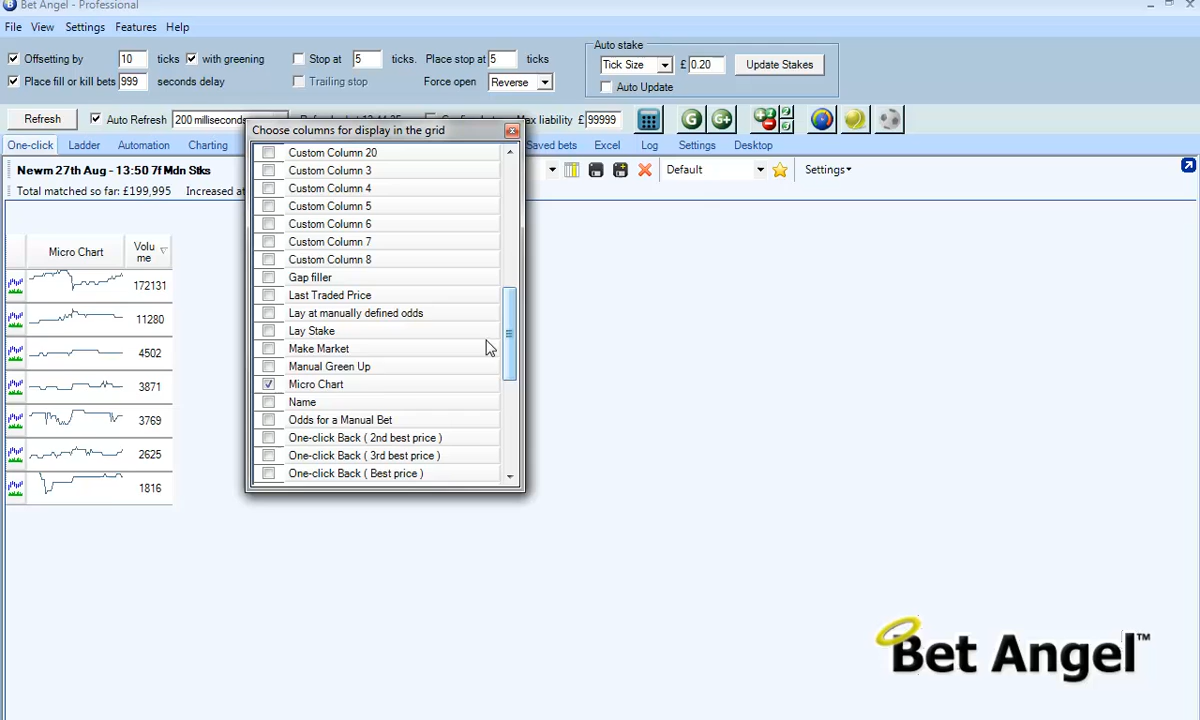 Bet Angel - Professional
File View Settings Features Help
Offsetting by 10 ticks with greening Stop at 5 ticks. Place stop at 5 ticks
Place fill or kill bets 999 seconds delay Trailing stop Force open Reverse
Auto stake
Tick Size £ 0.20 Update Stakes
Auto Update
Refresh Auto Refresh 200 milliseconds Max liability £ 99999
One-click Ladder Automation Charting Saved bets Excel Log Settings Desktop
Newm 27th Aug - 13:50 7f Mdn Stks
Default Settings
Total matched so far: £199,995 Increased at
Micro Chart Volu
me
172131
11280
4502
3871
3769
2625
1816
Choose columns for display in the grid
Custom Column 20
Custom Column 3
Custom Column 4
Custom Column 5
Custom Column 6
Custom Column 7
Custom Column 8
Gap filler
Last Traded Price
Lay at manually defined odds
Lay Stake
Make Market
Manual Green Up
Micro Chart
Name
Odds for a Manual Bet
One-click Back ( 2nd best price )
One-click Back ( 3rd best price )
One-click Back ( Best price )
Bet Angel™